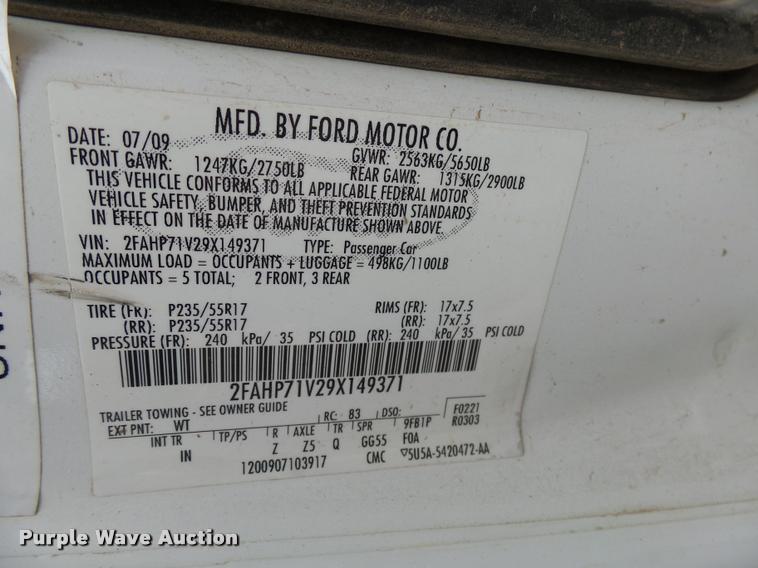 MFD. BY FORD MOTOR CO.
DATE: 07/09 GVWR: 2563KG/5650LB
FRONT GAWR: 1247KG/2750LB REAR GAWR: 1315KG/2900LB
THIS VEHICLE CONFORMS TO ALL APPLICABLE FEDERAL MOTOR
VEHICLE SAFETY, BUMPER, AND THEFT PREVENTION STANDARDS
IN EFFECT ON THE DATE OF MANUFACTURE SHOWN ABOVE.
VIN: 2FAHP71V29X149371 TYPE: Passenger Car
MAXIMUM LOAD = OCCUPANTS + LUGGAGE = 498KG/1100LB
OCCUPANTS = 5 TOTAL; 2 FRONT, 3 REAR
TIRE (FR): P235/55R17 RIMS (FR): 17x7.5
(RR): P235/55R17 (RR): 17x7.5
PRESSURE (FR): 240 kPa/ 35 PSI COLD (RR): 240 kPa/ 35 PSI COLD
2FAHP71V29X149371
TRAILER TOWING - SEE OWNER GUIDE
EXT PNT: WT RC: 83 DSO: F0221
INT TR TP/PS R AXLE TR SPR 9FB1P R0303
IN Z Z5 Q GG55 FOA
1200907103917 CMC ▽5U5A-5420472-AA
Purple Wave Auction